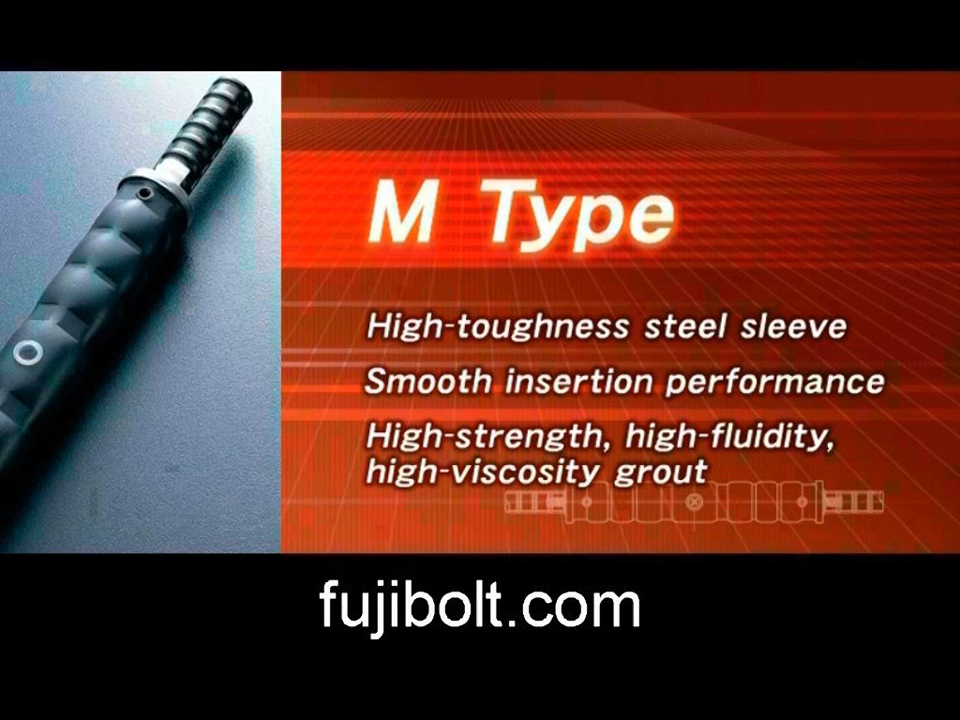 M Type
High-toughness steel sleeve
Smooth insertion performance
High-strength, high-fluidity,
high-viscosity grout
fujibolt.com